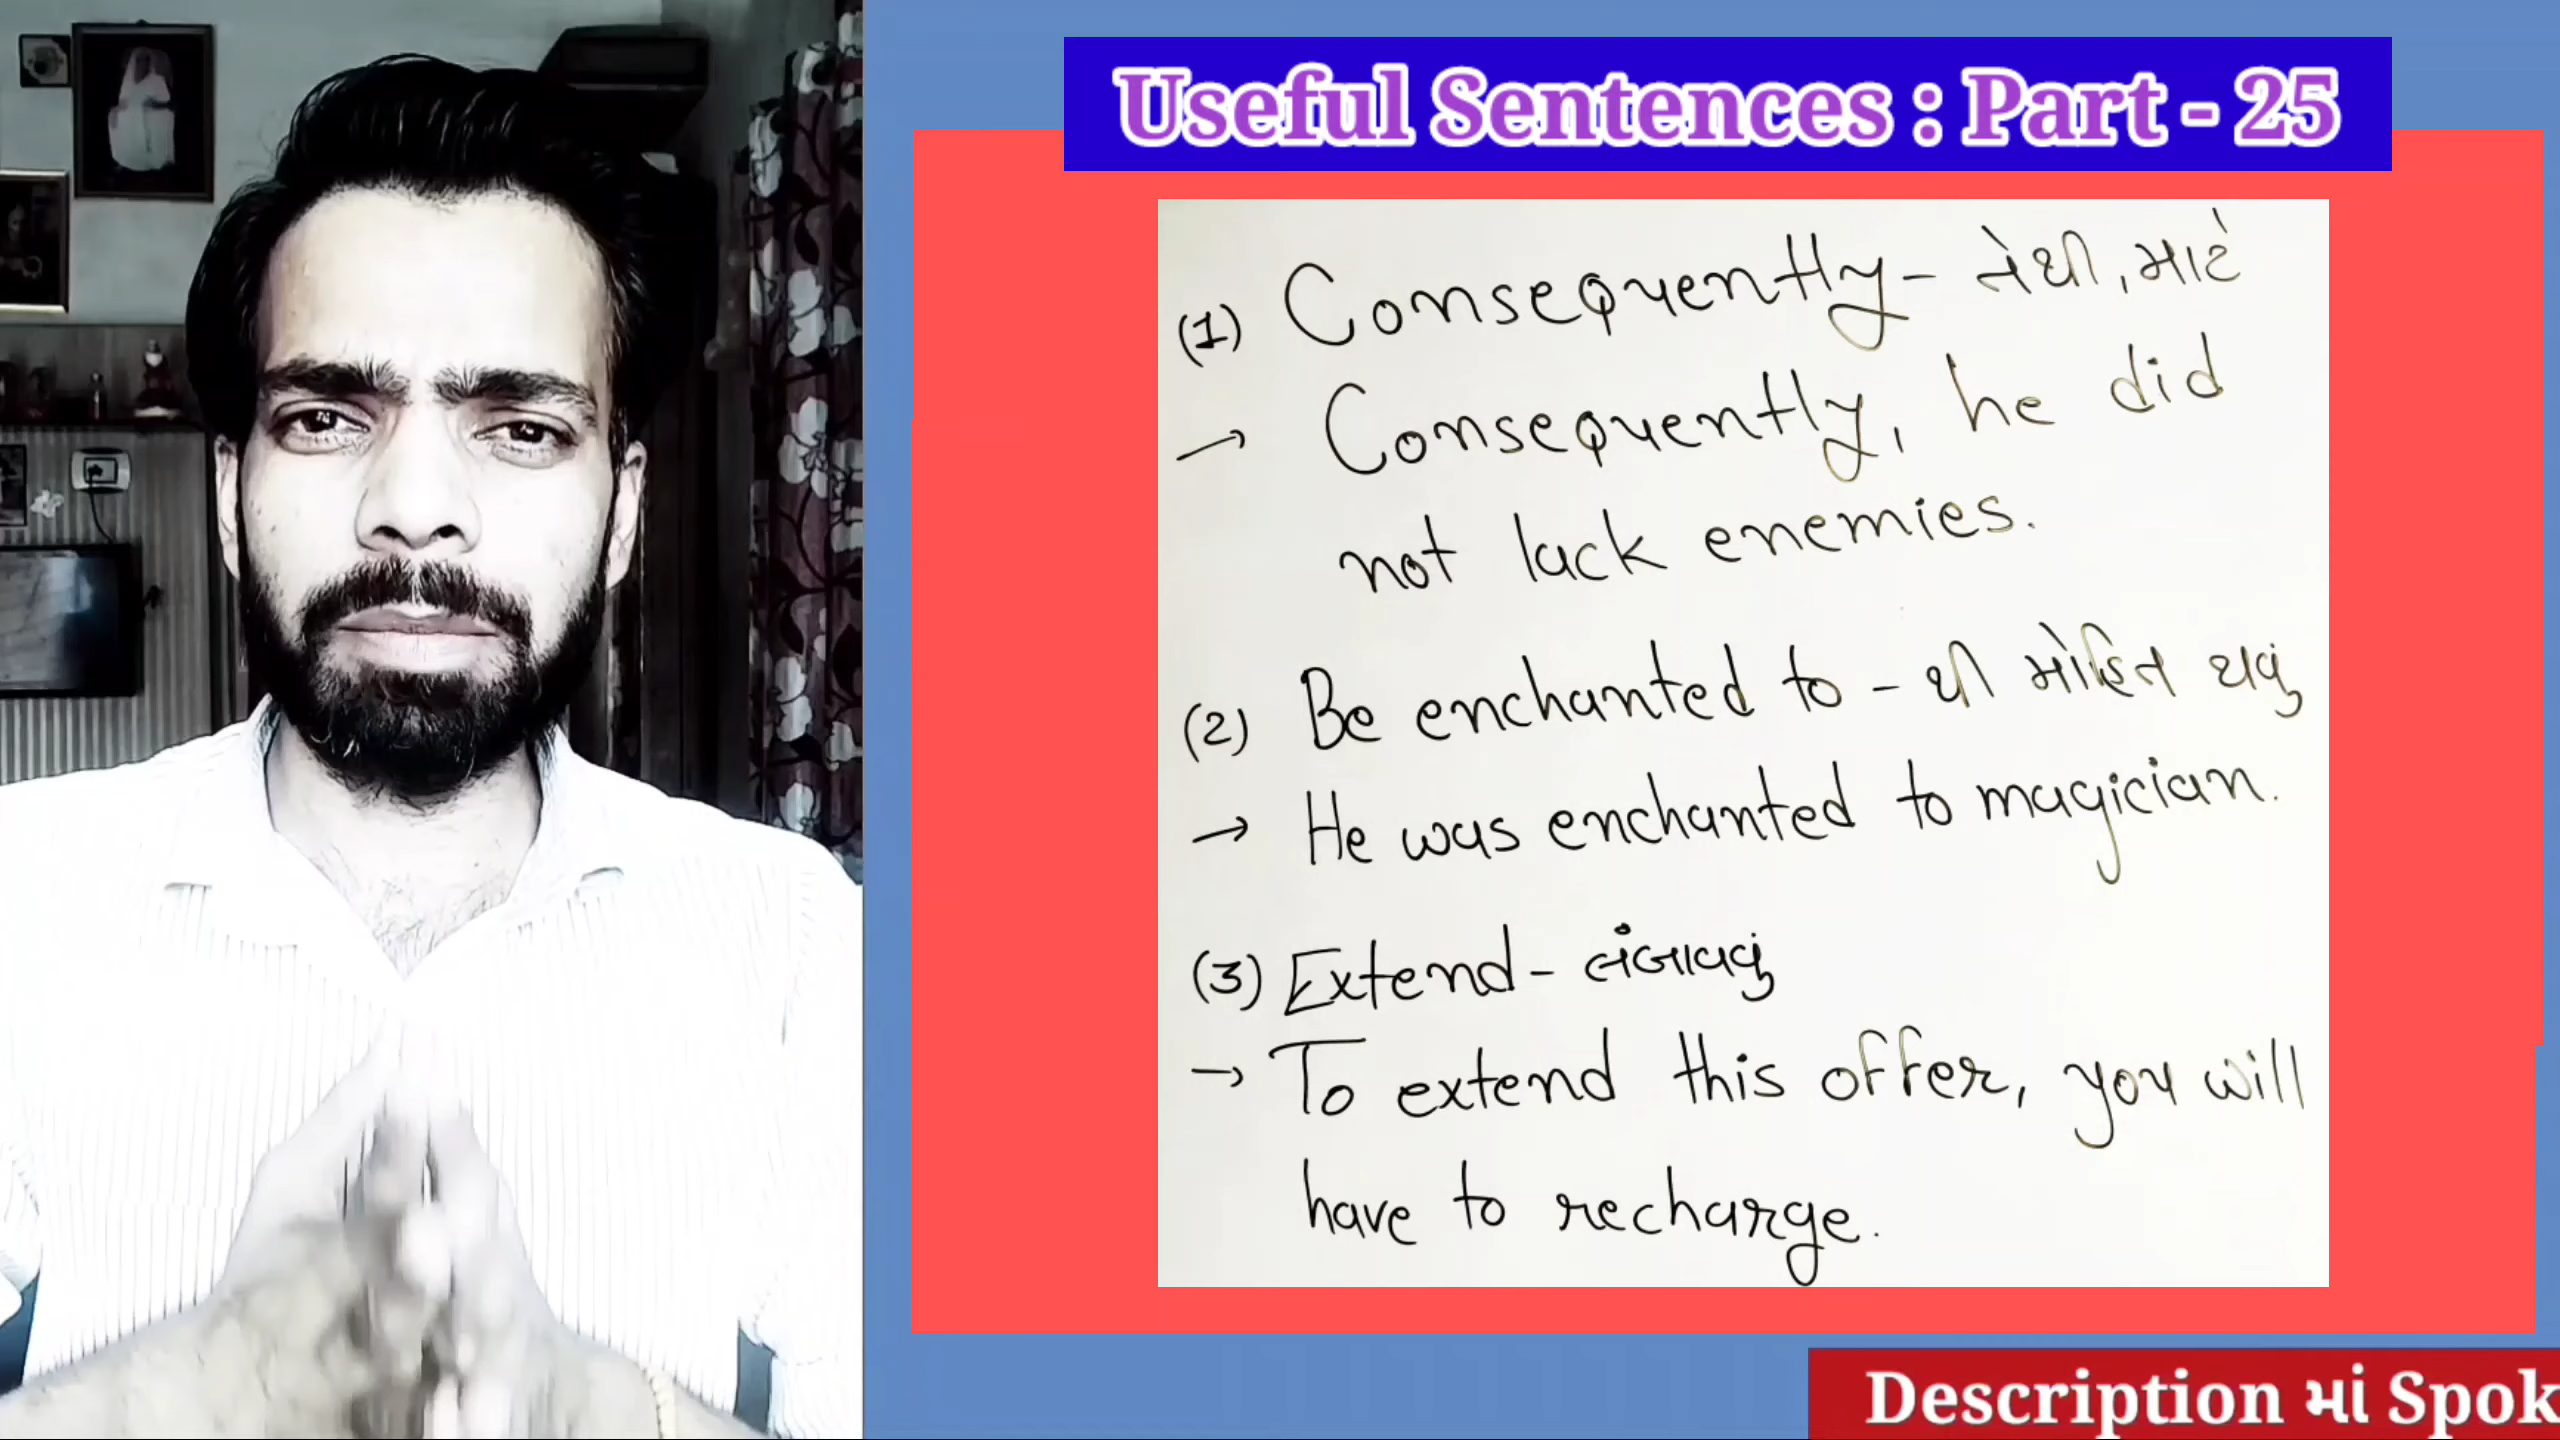 Useful Sentences : Part - 25
(1) Consequently - તેથી, માટે
→ Consequently, he did
not lack enemies.
(2) Be enchanted to - થી મોહિત થવું
→ He was enchanted to magician.
(3) Extend - લંબાવવું
→ To extend this offer, you will
have to recharge.
Description માં Spok